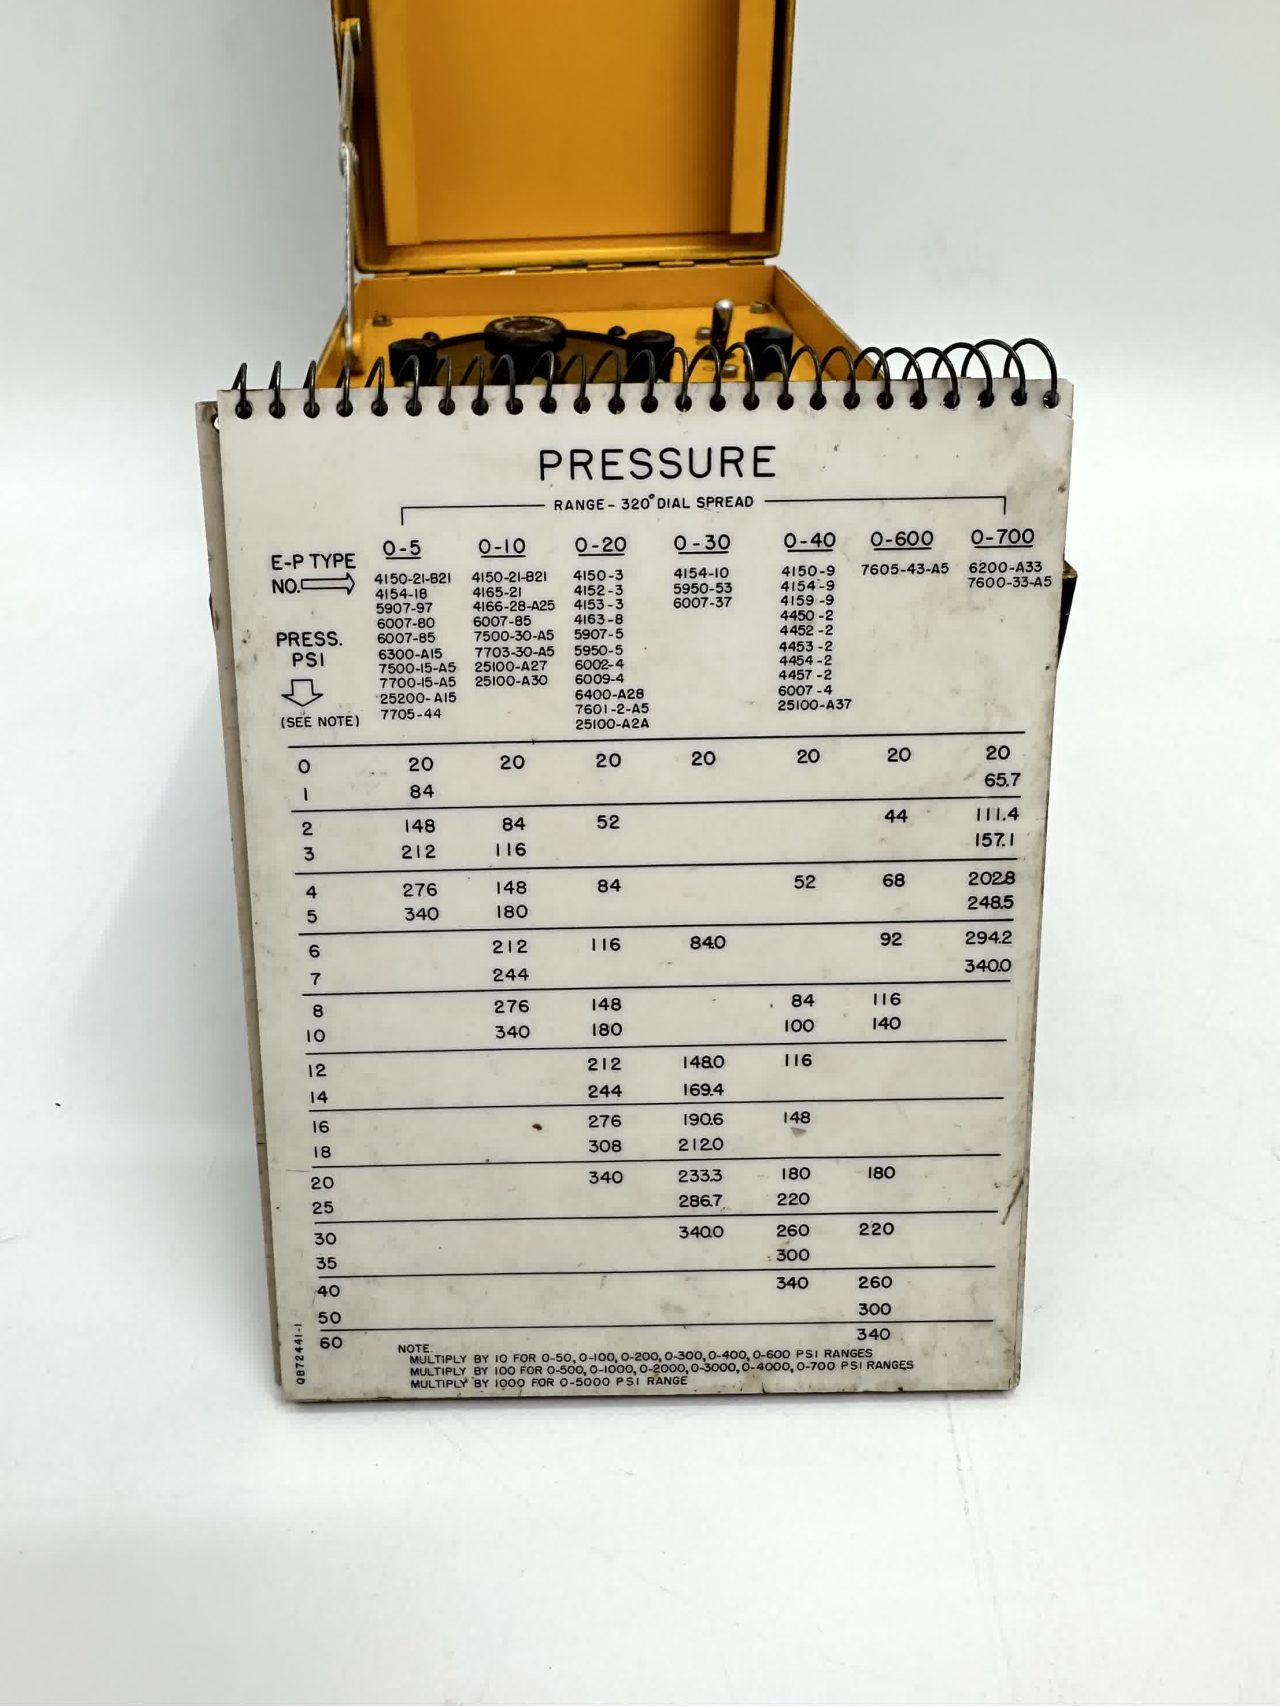 PRESSURE
RANGE - 320° DIAL SPREAD
E-P TYPE NO. 0-5 0-10 0-20 0-30 0-40 0-600 0-700
4150-21-B21 4150-21-B21 4150-3 4154-10 4150-9 7605-43-A5 6200-A33
4154-18 4165-21 4152-3 5950-53 4154-9 7600-33-A5
5907-97 4166-28-A25 4153-3 6007-37 4159-9
6007-80 6007-85 4163-8 4450-2
6007-85 7500-30-A5 5907-5 4452-2
6300-A15 7703-30-A5 5950-5 4453-2
7500-15-A5 25100-A27 6002-4 4454-2
7700-15-A5 25100-A30 6009-4 4457-2
25200-A15 6400-A28 6007-4
7705-44 7601-2-A5 25100-A37
25100-A2A
PRESS.
PSI
(SEE NOTE)
0 20 20 20 20 20 20 20
1 84 65.7
2 148 84 52 44 111.4
3 212 116 157.1
4 276 148 84 52 68 202.8
5 340 180 248.5
6 212 116 84.0 92 294.2
7 244 340.0
8 276 148 84 116
10 340 180 100 140
12 212 148.0 116
14 244 169.4
16 276 190.6 148
18 308 212.0
20 340 233.3 180 180
25 286.7 220
30 340.0 260 220
35 300
40 340 260
50 300
60 340
NOTE.
MULTIPLY BY 10 FOR 0-50, 0-100, 0-200, 0-300, 0-400, 0-600 PSI RANGES
MULTIPLY BY 100 FOR 0-500, 0-1000, 0-2000, 0-3000, 0-4000, 0-700 PSI RANGES
MULTIPLY BY 1000 FOR 0-5000 PSI RANGE
QB72441-1